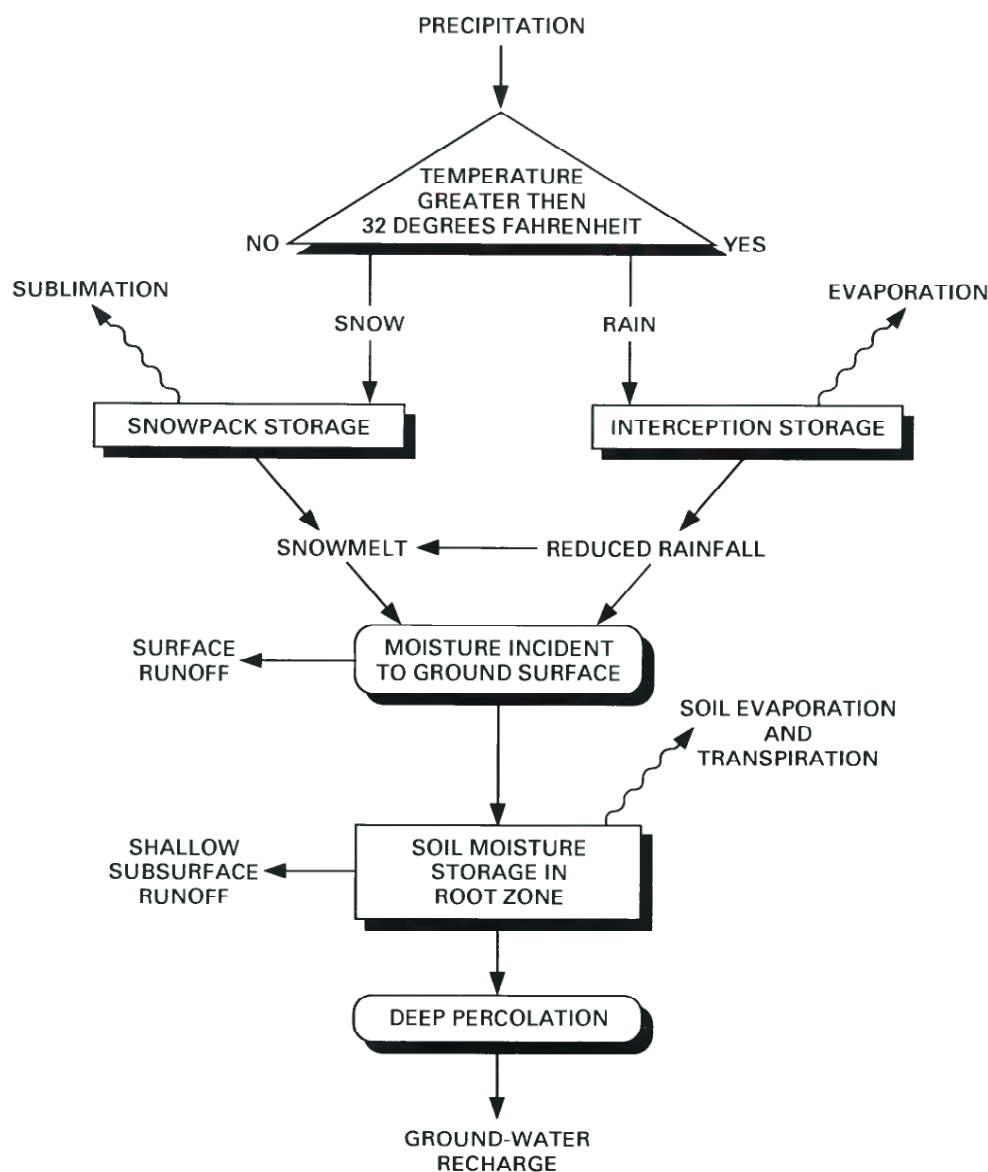 PRECIPITATION
TEMPERATURE
GREATER THEN
32 DEGREES FAHRENHEIT
NO
YES
SUBLIMATION
EVAPORATION
SNOW
RAIN
SNOWPACK STORAGE
INTERCEPTION STORAGE
SNOWMELT
REDUCED RAINFALL
SURFACE
RUNOFF
MOISTURE INCIDENT
TO GROUND SURFACE
SOIL EVAPORATION
AND
TRANSPIRATION
SHALLOW
SUBSURFACE
RUNOFF
SOIL MOISTURE
STORAGE IN
ROOT ZONE
DEEP PERCOLATION
GROUND-WATER
RECHARGE